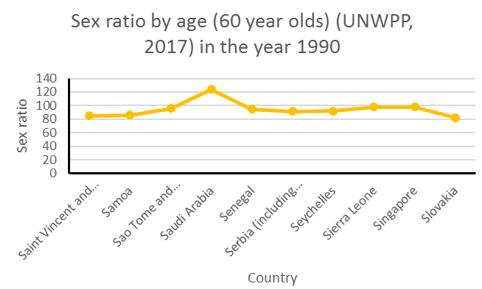 Sex ratio by age (60 year olds) (UNWPP,
2017) in the year 1990
140
120
100
80
60
40
20
0
Sex ratio
Saint Vincent and...
Samoa
Sao Tome and...
Saudi Arabia
Senegal
Serbia (including...
Seychelles
Sierra Leone
Singapore
Slovakia
Country